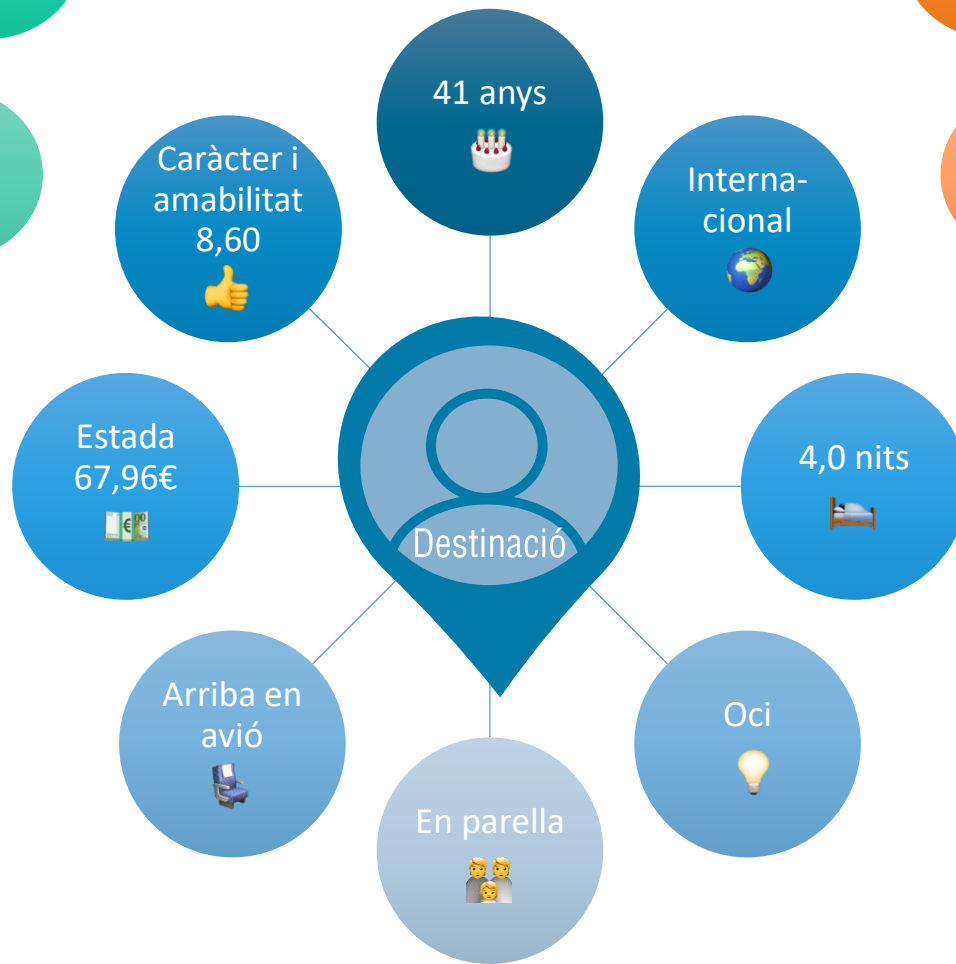 41 anys
Interna-
cional
4,0 nits
Oci
En parella
Arriba en
avió
Estada
67,96€
Caràcter i
amabilitat
8,60
Destinació